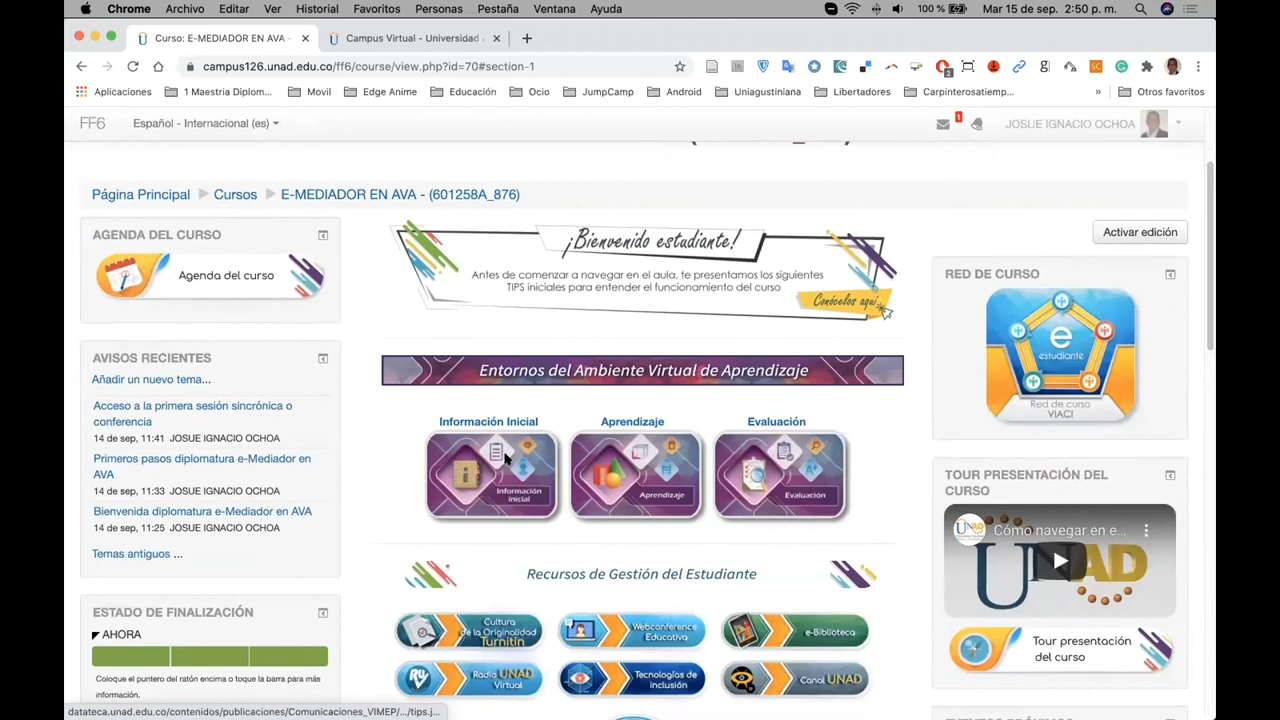 Chrome Archivo Editar Ver Historial Favoritos Personas Pestaña Ventana Ayuda 100 % Mar 15 de sep. 2:50 p. m.
Curso: E-MEDIADOR EN AVA - Campus Virtual - Universidad
campus126.unad.edu.co/ff6/course/view.php?id=70#section-1
Aplicaciones 1 Maestria Diplom... Movil Edge Anime Educación Ocio JumpCamp Android Uniagustiniana Libertadores Carpinterosatiemp... » Otros favoritos
FF6 Español - Internacional (es) 1 JOSUE IGNACIO OCHOA
Página Principal Cursos E-MEDIADOR EN AVA - (601258A_876)
AGENDA DEL CURSO
Agenda del curso
AVISOS RECIENTES
Añadir un nuevo tema...
Acceso a la primera sesión sincrónica o
conferencia
14 de sep, 11:41 JOSUE IGNACIO OCHOA
Primeros pasos diplomatura e-Mediador en
AVA
14 de sep, 11:33 JOSUE IGNACIO OCHOA
Bienvenida diplomatura e-Mediador en AVA
14 de sep, 11:25 JOSUE IGNACIO OCHOA
Temas antiguos ...
ESTADO DE FINALIZACIÓN
AHORA
Coloque el puntero del ratón encima o toque la barra para más
información.
¡Bienvenido estudiante!
Antes de comenzar a navegar en el aula, te presentamos los siguientes
TIPS iniciales para entender el funcionamiento del curso
Conócelos aquí
Entornos del Ambiente Virtual de Aprendizaje
Información Inicial Aprendizaje Evaluación
Información
inicial
Aprendizaje
Evaluación
Recursos de Gestión del Estudiante
Cultura
de la Originalidad
Turnitin
Webconference
Educativa
e-Biblioteca
Radio UNAD
Virtual
Tecnologías de
Inclusión
Canal UNAD
Activar edición
RED DE CURSO
e
estudiante
Red de curso
VIACI
TOUR PRESENTACIÓN DEL
CURSO
Cómo navegar en e...
UNAD
Tour presentación
del curso
datateca.unad.edu.co/contenidos/publicaciones/Comunicaciones_VIMEP/.../tips.j...